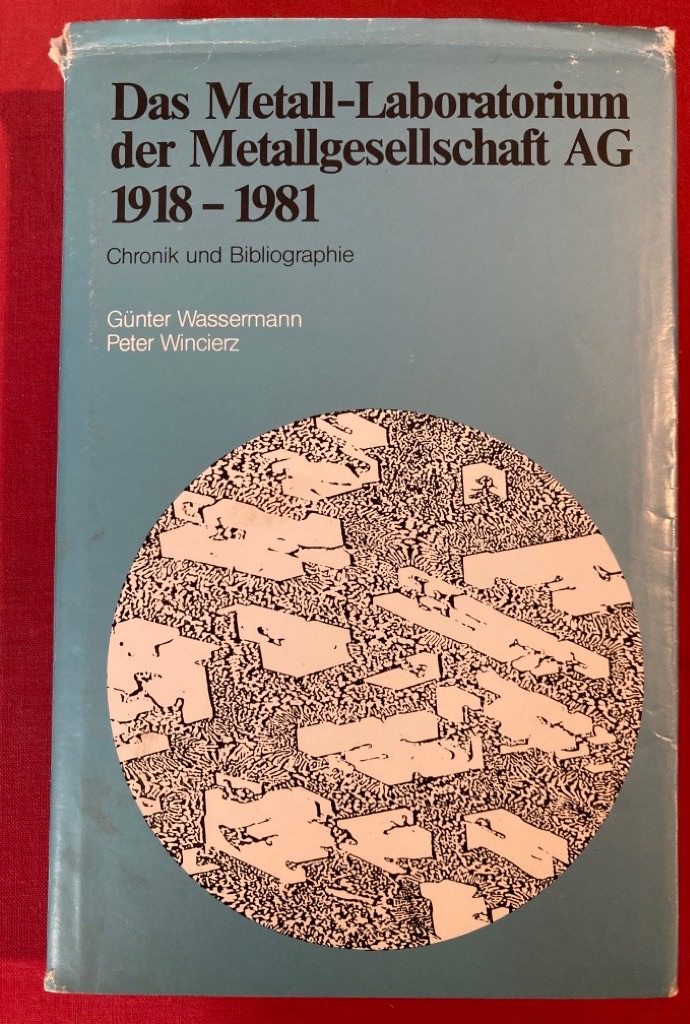 Das Metall-Laboratorium
der Metallgesellschaft AG
1918 – 1981
Chronik und Bibliographie
Günter Wassermann
Peter Wincierz